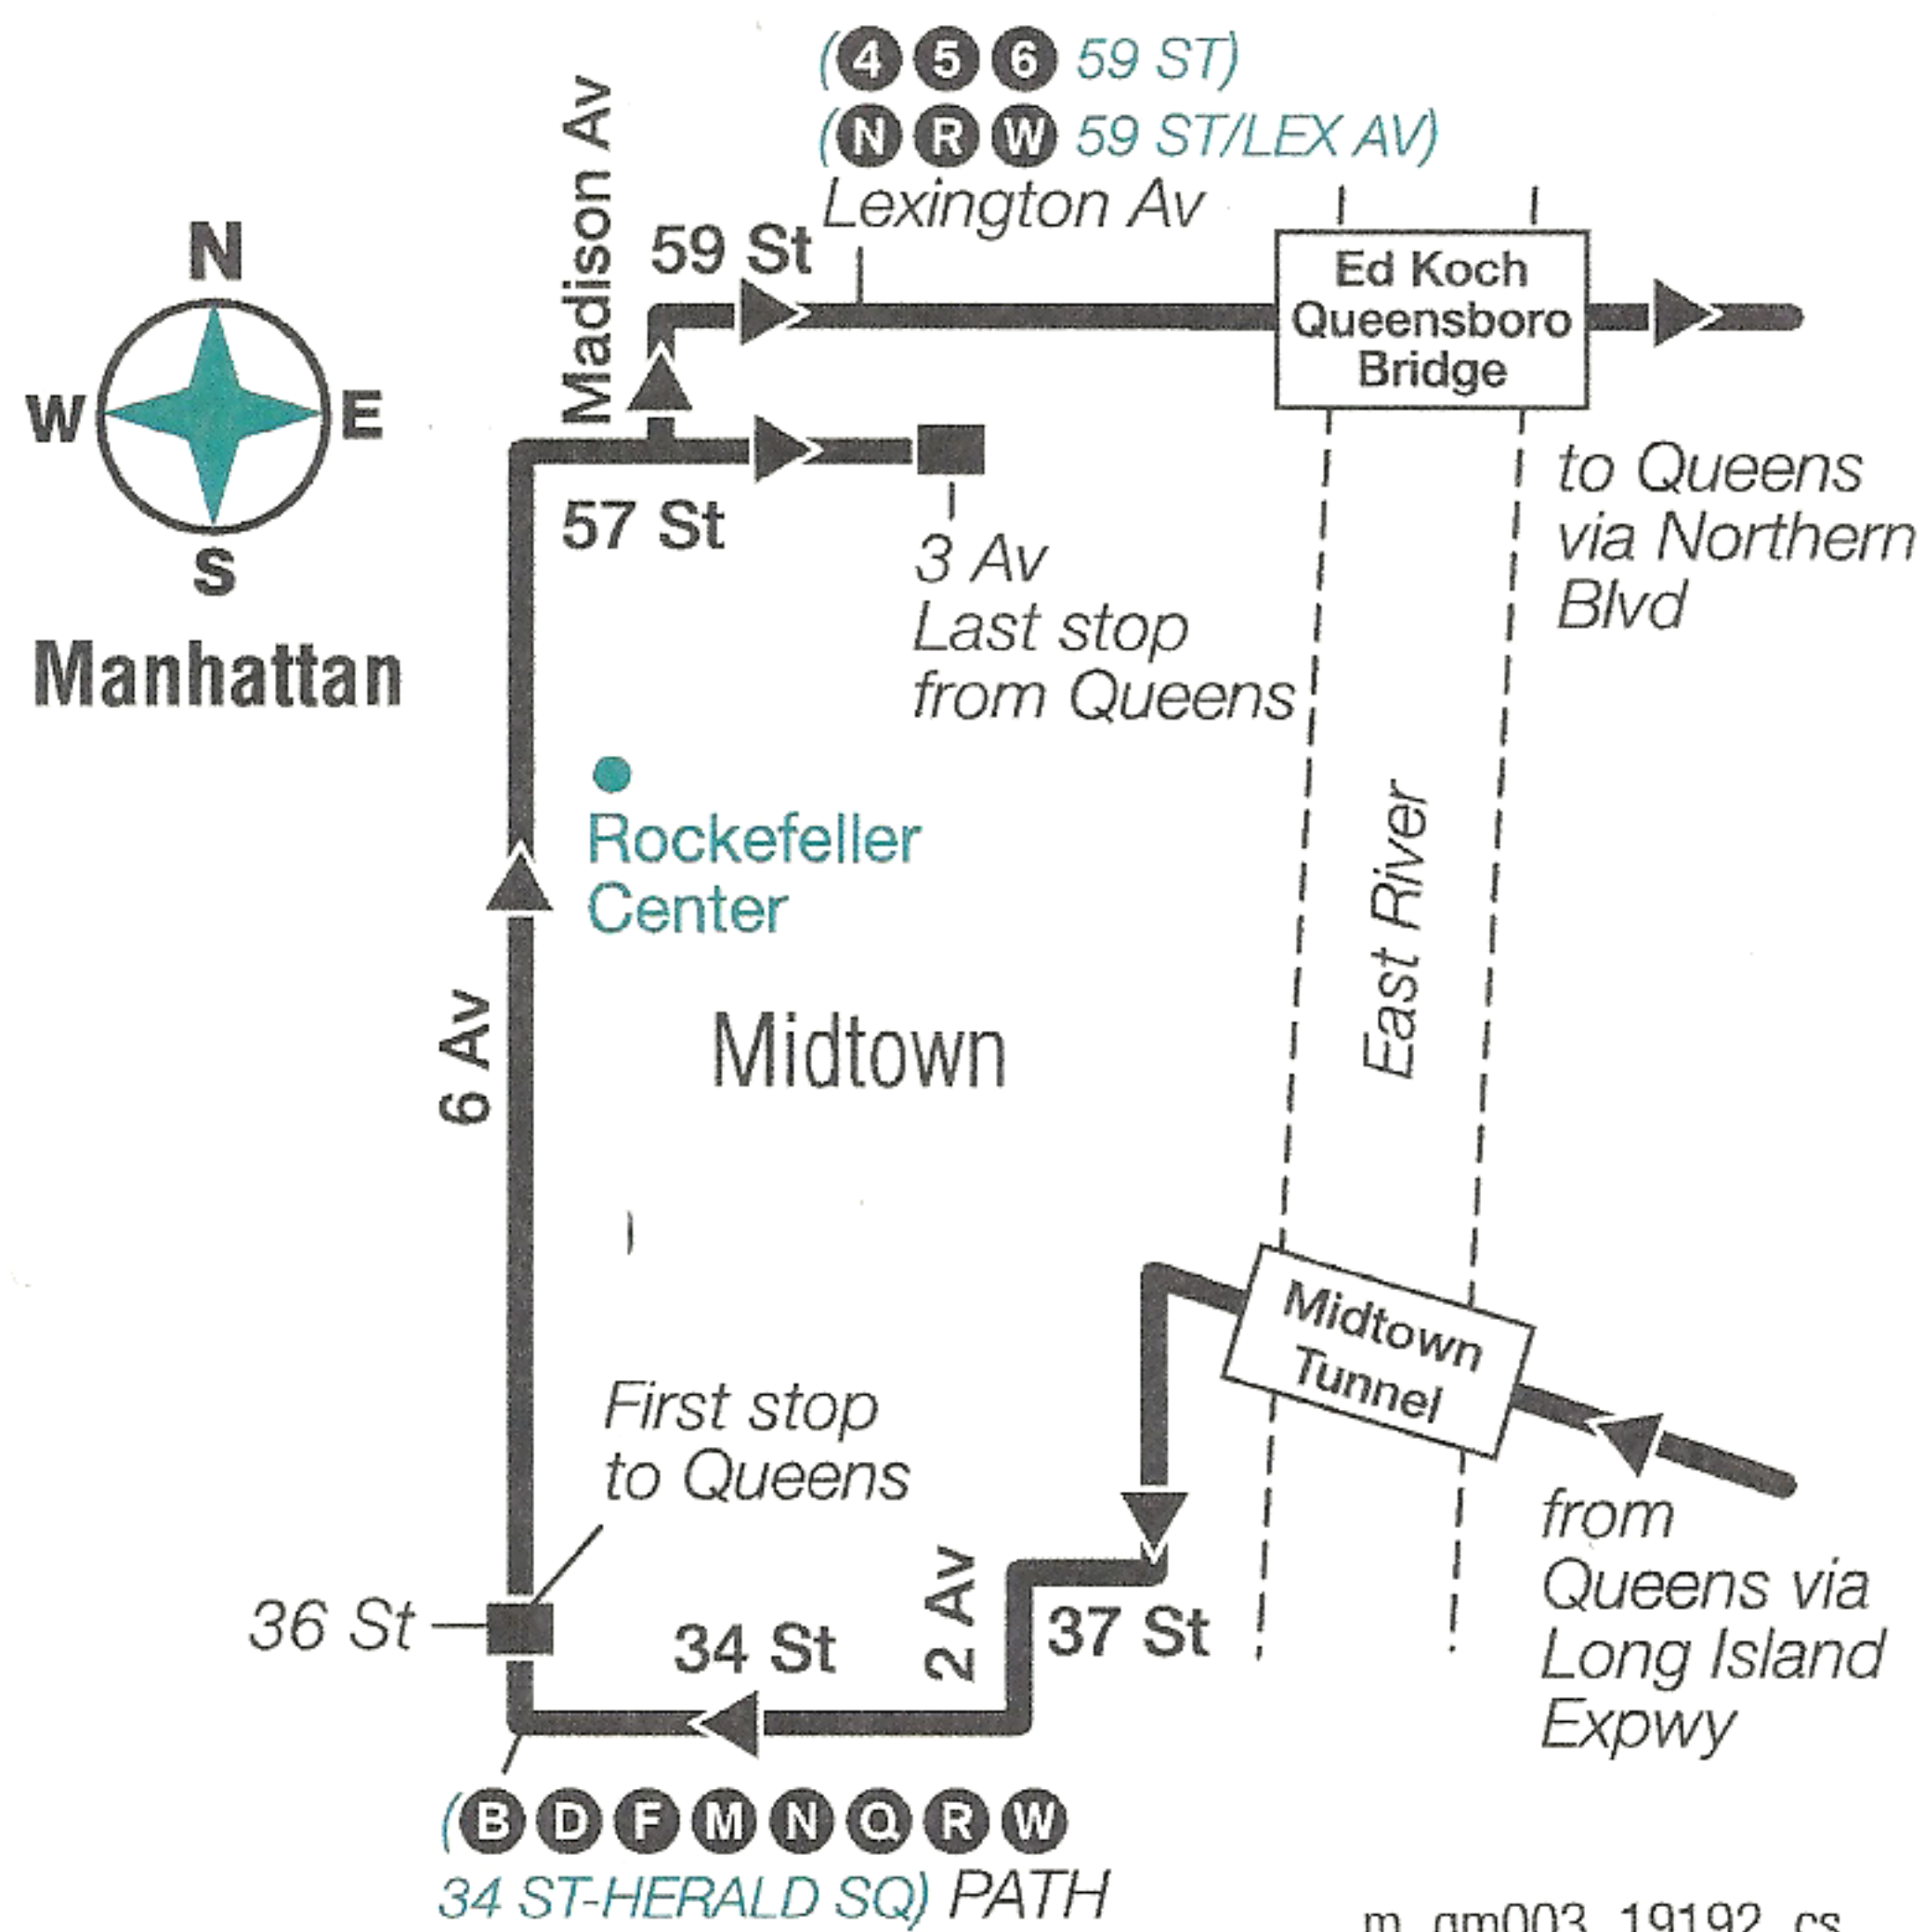 (4 5 6 59 ST)
(N R W 59 ST/LEX AV)
Lexington Av
Madison Av
59 St
Ed Koch
Queensboro
Bridge
N
W E
S
Manhattan
57 St
3 Av
Last stop
from Queens
to Queens
via Northern
Blvd
Rockefeller
Center
Midtown
6 Av
East River
Midtown
Tunnel
First stop
to Queens
36 St
34 St
2 Av
37 St
from
Queens via
Long Island
Expwy
(B D F M N Q R W
34 ST-HERALD SQ) PATH
m_qm003_19192_cs